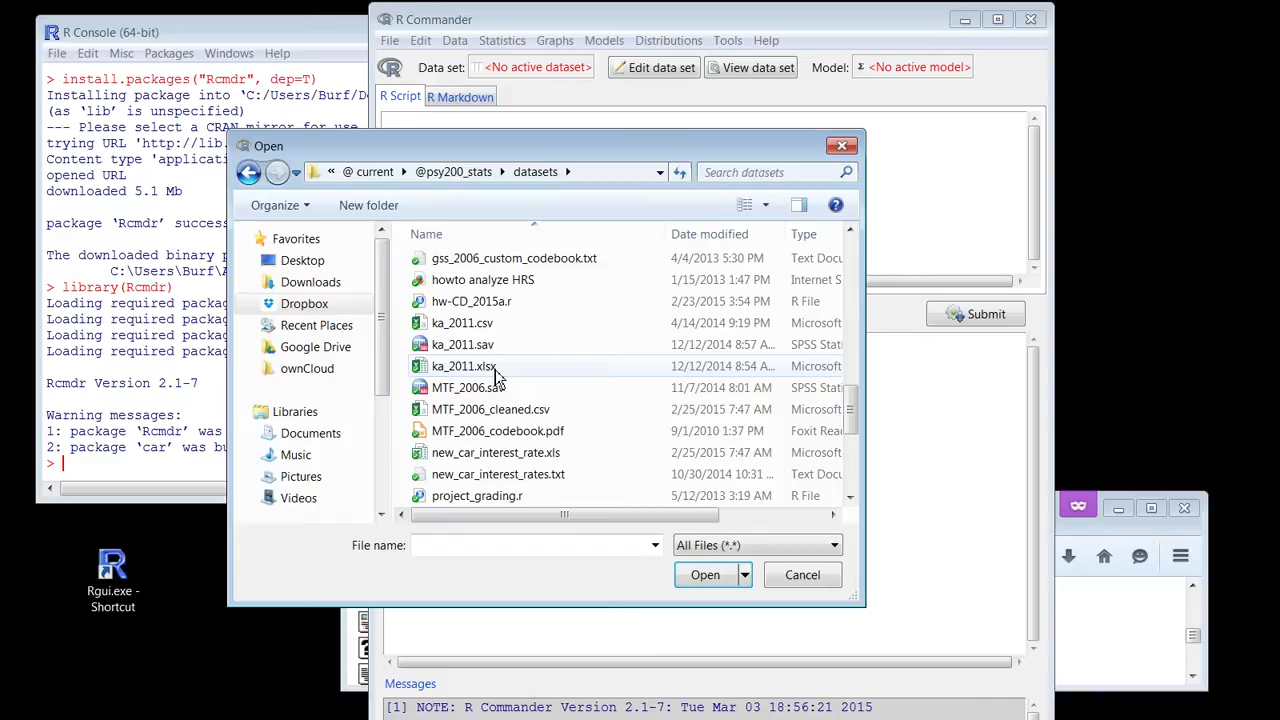 R Console (64-bit)
File Edit Misc Packages Windows Help
> install.packages("Rcmdr", dep=T)
Installing package into ‘C:/Users/Burf/Do
(as ‘lib’ is unspecified)
--- Please select a CRAN mirror for use
trying URL 'http://lib.
Content type 'applicati
opened URL
downloaded 5.1 Mb
package ‘Rcmdr’ succes
The downloaded binary p
C:\Users\Burf\A
> library(Rcmdr)
Loading required packag
Loading required packag
Loading required packag
Loading required packag
Rcmdr Version 2.1-7
Warning messages:
1: package ‘Rcmdr’ was
2: package ‘car’ was bu
>
R Commander
File Edit Data Statistics Graphs Models Distributions Tools Help
Data set: <No active dataset> Edit data set View data set Model: Σ <No active model>
R Script R Markdown
Submit
Messages
[1] NOTE: R Commander Version 2.1-7: Tue Mar 03 18:56:21 2015
Open
« @ current @psy200_stats datasets Search datasets
Organize New folder
Favorites
Desktop
Downloads
Dropbox
Recent Places
Google Drive
ownCloud
Libraries
Documents
Music
Pictures
Videos
Name Date modified Type
gss_2006_custom_codebook.txt 4/4/2013 5:30 PM Text Docu
howto analyze HRS 1/15/2013 1:47 PM Microsoft
hw-CD_2015a.r 2/23/2015 3:54 PM R File
ka_2011.csv 4/14/2014 9:19 PM Microsoft
ka_2011.sav 12/12/2014 8:57 A... SPSS Stati
ka_2011.xlsx 12/12/2014 8:54 A... Microsoft
MTF_2006.sav 11/7/2014 8:01 AM SPSS Stati
MTF_2006_cleaned.csv 2/25/2015 7:47 AM Microsoft
MTF_2006_codebook.pdf 9/1/2010 1:37 PM Foxit Rea
new_car_interest_rate.xls 2/25/2015 7:47 AM Microsoft
new_car_interest_rates.txt 10/30/2014 10:31 ... Text Docu
project_grading.r 5/12/2013 3:19 AM R File
File name: All Files (*.*)
Open Cancel
Rgui.exe -
Shortcut